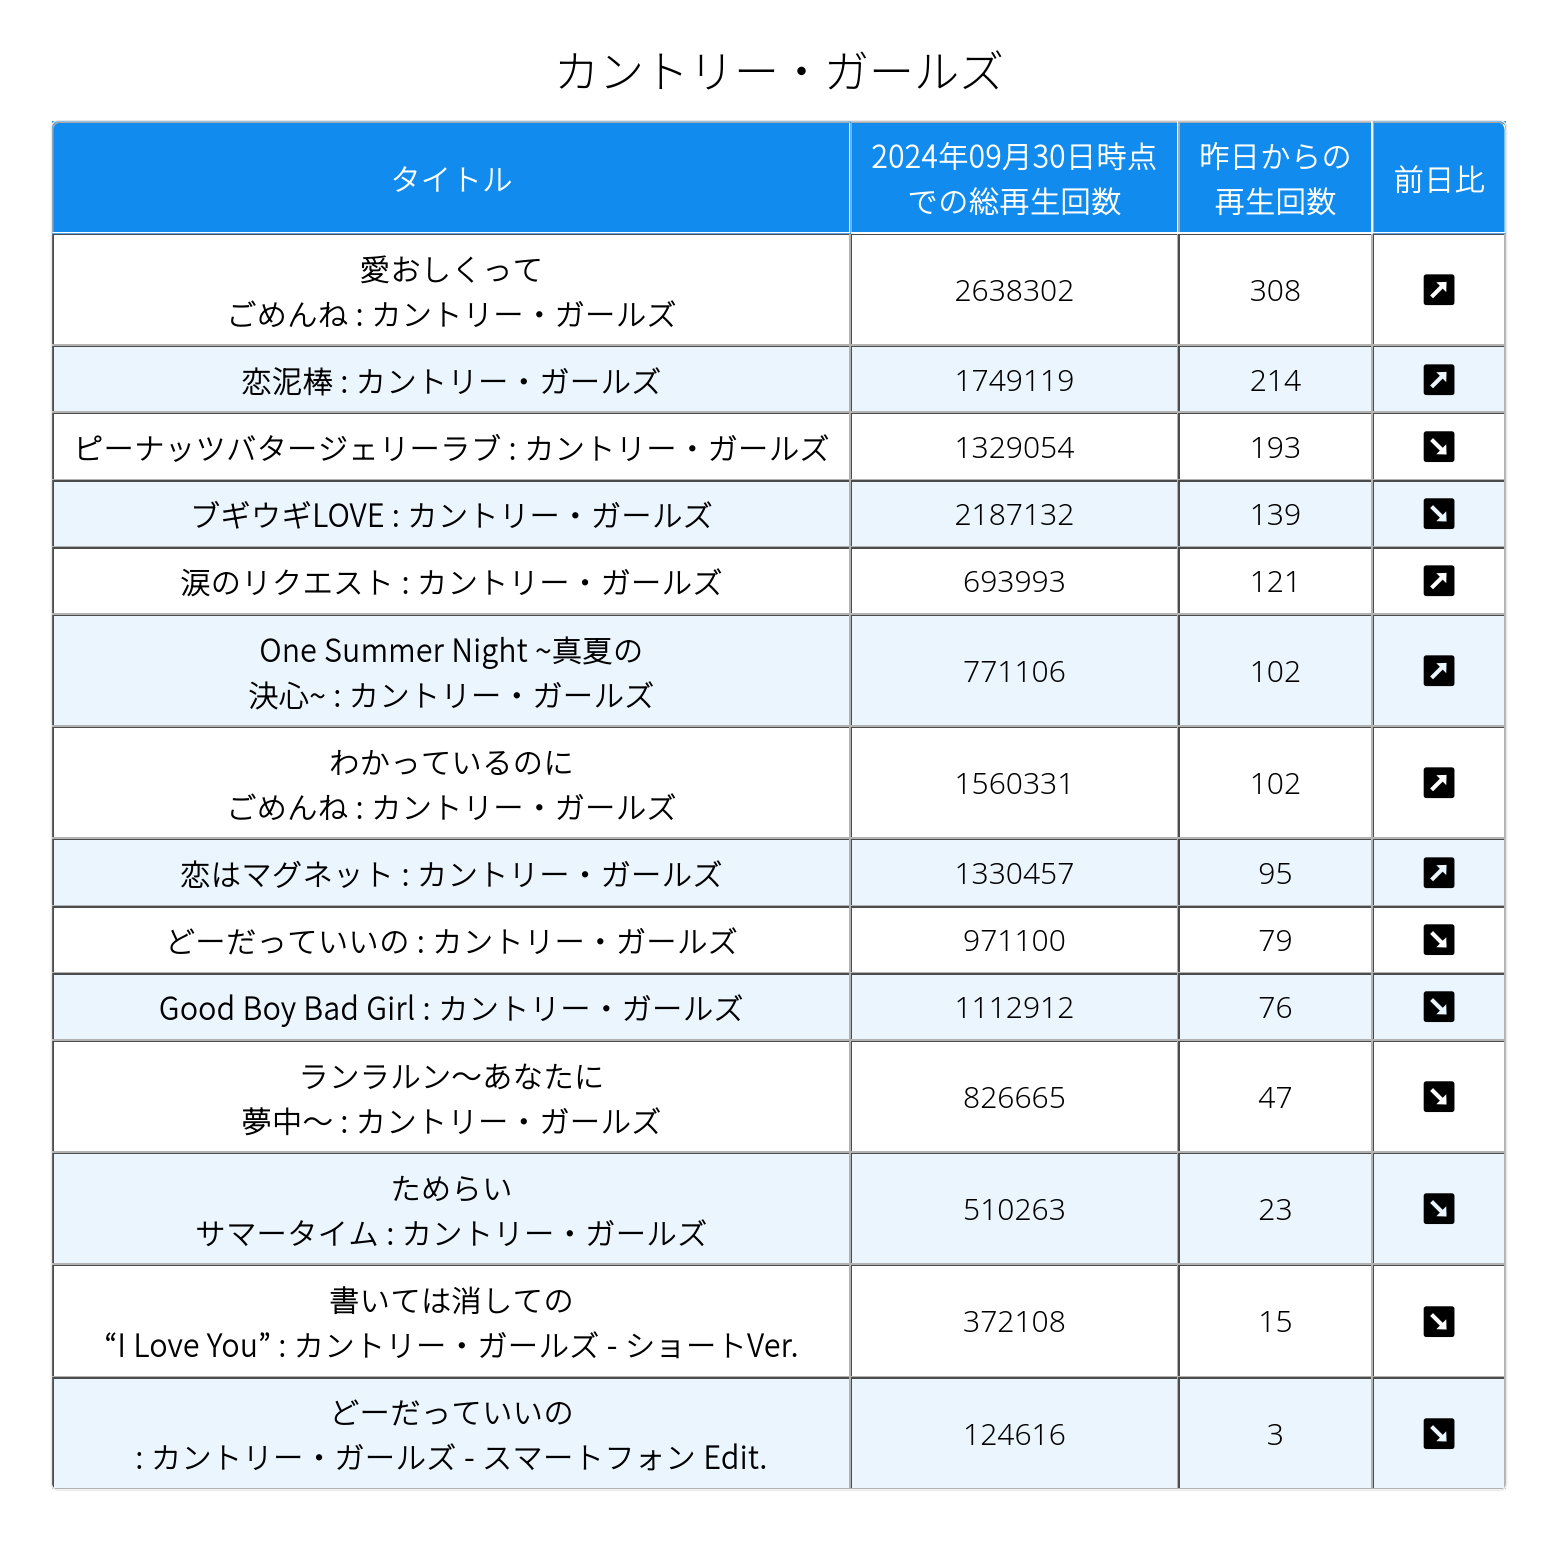 カントリー・ガールズ
タイトル
2024年09月30日時点
での総再生回数
昨日からの
再生回数
前日比
愛おしくって
ごめんね : カントリー・ガールズ
2638302
308
↗
恋泥棒 : カントリー・ガールズ
1749119
214
↗
ピーナッツバタージェリーラブ : カントリー・ガールズ
1329054
193
↘
ブギウギLOVE : カントリー・ガールズ
2187132
139
↘
涙のリクエスト : カントリー・ガールズ
693993
121
↗
One Summer Night ~真夏の
決心~ : カントリー・ガールズ
771106
102
↗
わかっているのに
ごめんね : カントリー・ガールズ
1560331
102
↗
恋はマグネット : カントリー・ガールズ
1330457
95
↗
どーだっていいの : カントリー・ガールズ
971100
79
↘
Good Boy Bad Girl : カントリー・ガールズ
1112912
76
↘
ランラルン～あなたに
夢中～ : カントリー・ガールズ
826665
47
↘
ためらい
サマータイム : カントリー・ガールズ
510263
23
↘
書いては消しての
“I Love You” : カントリー・ガールズ - ショートVer.
372108
15
↘
どーだっていいの
: カントリー・ガールズ - スマートフォン Edit.
124616
3
↘